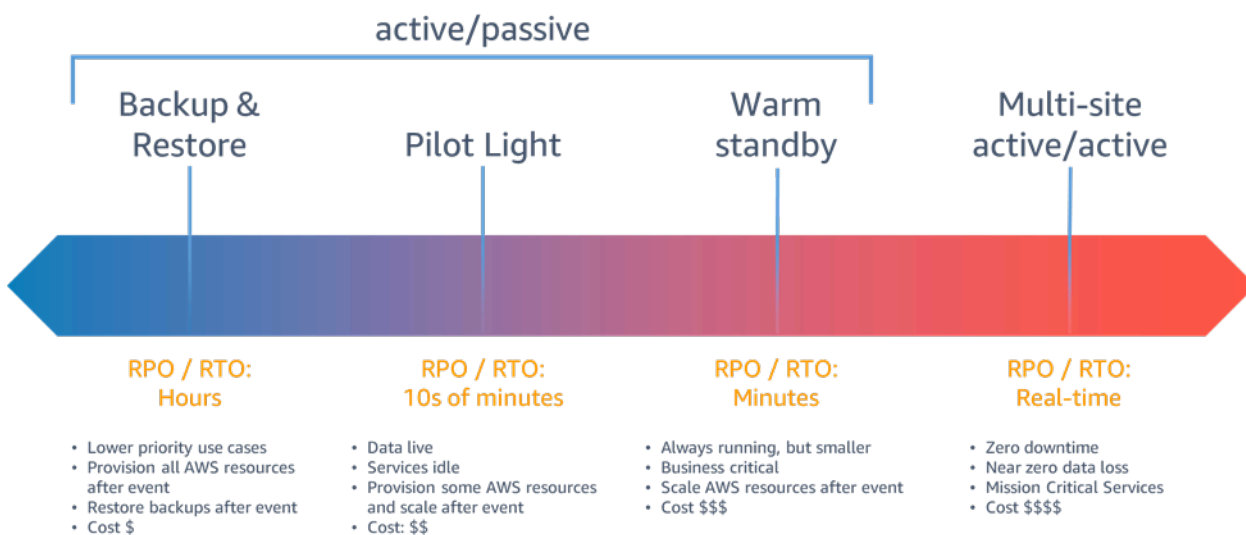 active/passive
Backup &
Restore
Pilot Light
Warm
standby
Multi-site
active/active
RPO / RTO:
Hours
RPO / RTO:
10s of minutes
RPO / RTO:
Minutes
RPO / RTO:
Real-time
• Lower priority use cases
• Provision all AWS resources
after event
• Restore backups after event
• Cost $
• Data live
• Services idle
• Provision some AWS resources
and scale after event
• Cost: $$
• Always running, but smaller
• Business critical
• Scale AWS resources after event
• Cost $$$
• Zero downtime
• Near zero data loss
• Mission Critical Services
• Cost $$$$